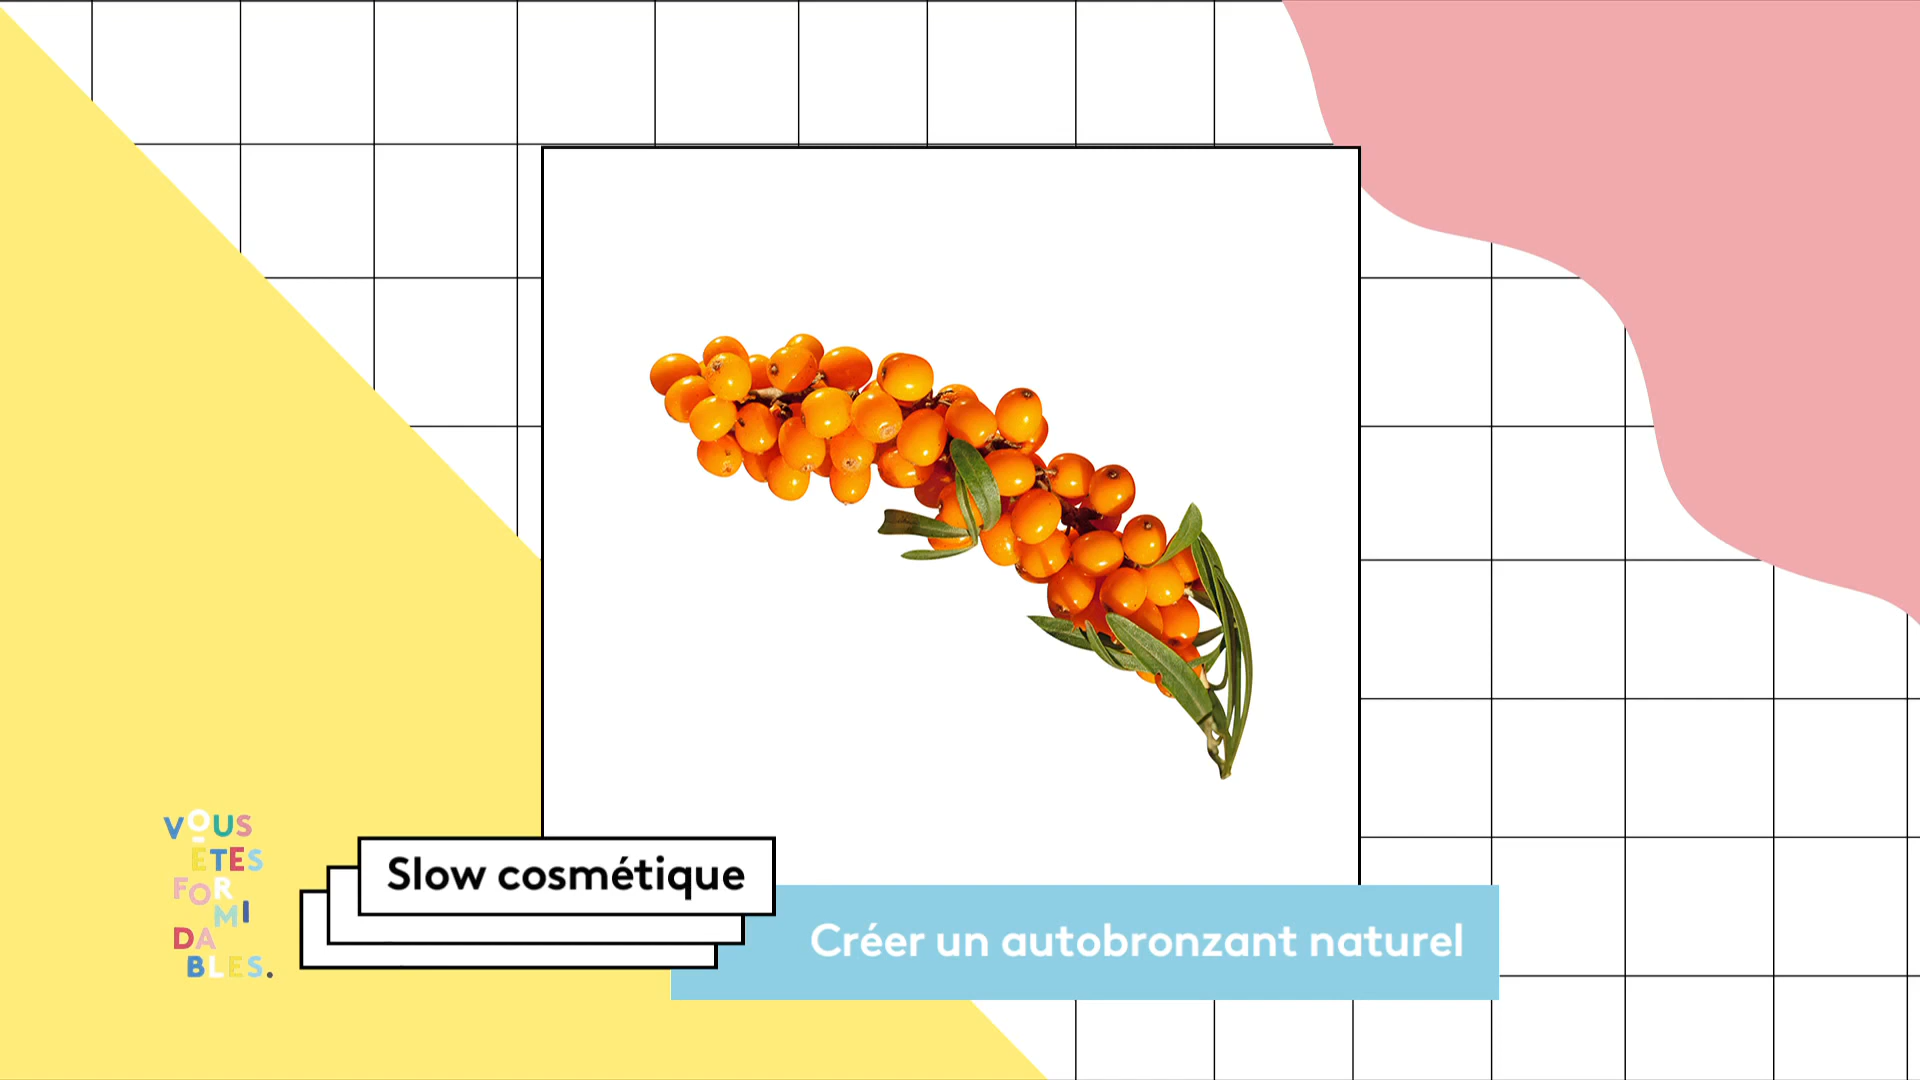 VOUS
ETES
FOR
MI
DA
BLES.
Slow cosmétique
Créer un autobronzant naturel